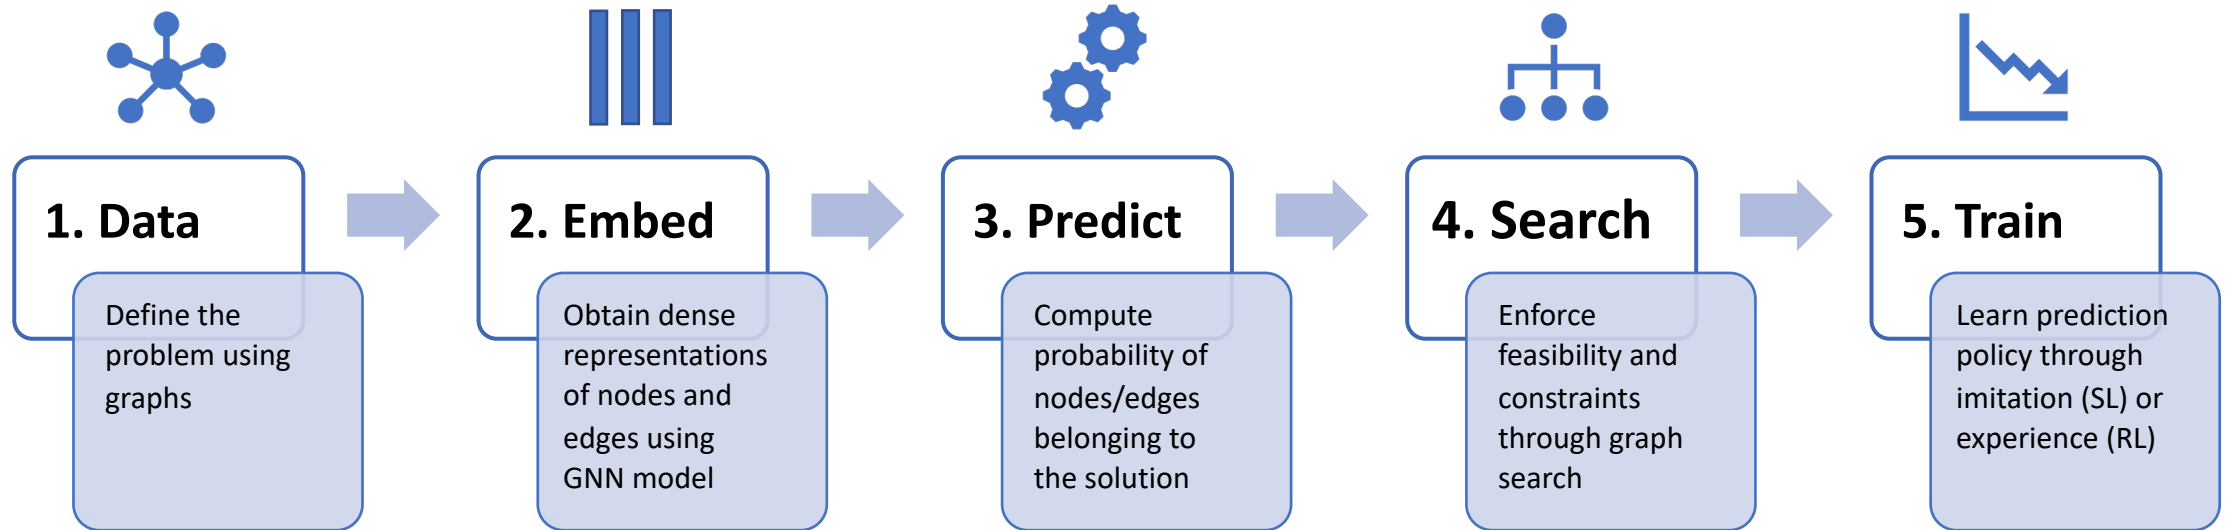 1. Data
Define the
problem using
graphs
2. Embed
Obtain dense
representations
of nodes and
edges using
GNN model
3. Predict
Compute
probability of
nodes/edges
belonging to
the solution
4. Search
Enforce
feasibility and
constraints
through graph
search
5. Train
Learn prediction
policy through
imitation (SL) or
experience (RL)